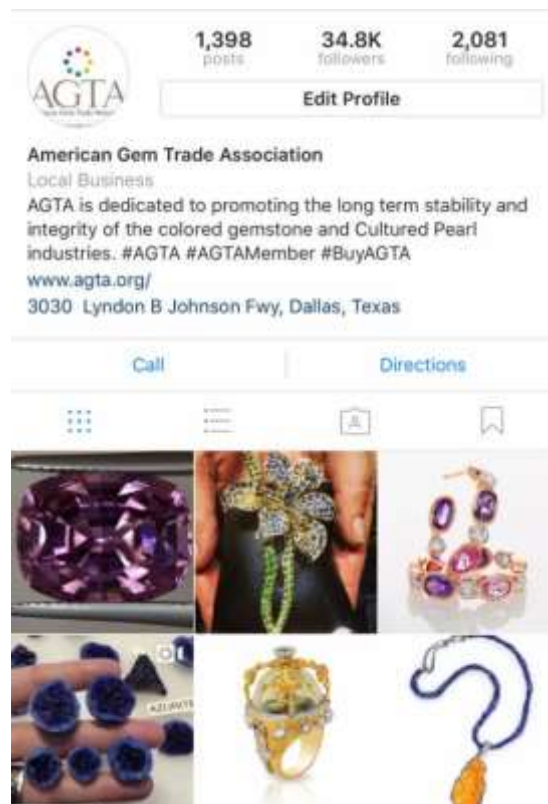 1,398 34.8K 2,081
posts followers following
AGTA
Edit Profile
American Gem Trade Association
Local Business
AGTA is dedicated to promoting the long term stability and
integrity of the colored gemstone and Cultured Pearl
industries. #AGTA #AGTAMember #BuyAGTA
www.agta.org/
3030 Lyndon B Johnson Fwy, Dallas, Texas
Call Directions
AZURITE